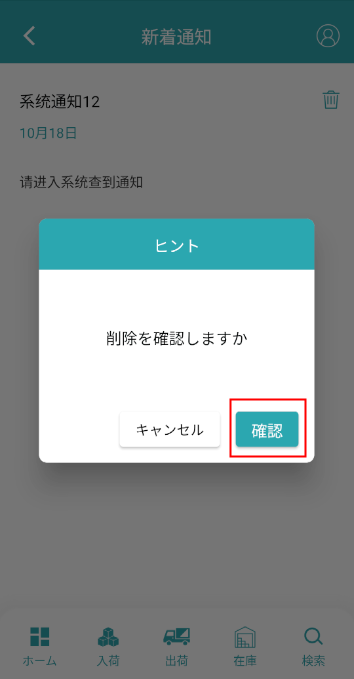 新着通知
系统通知12
10月18日
请进入系统查到通知
ヒント
削除を確認しますか
キャンセル
確認
ホーム
入荷
出荷
在庫
検索